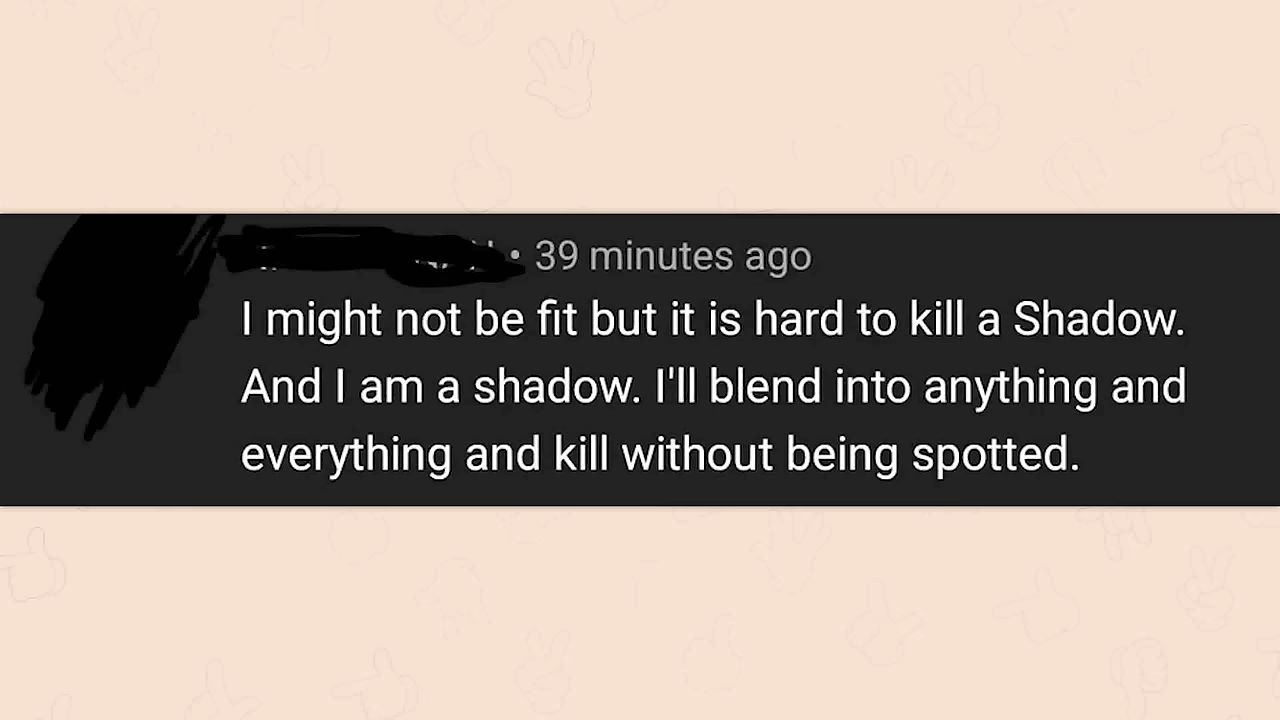 • 39 minutes ago
I might not be fit but it is hard to kill a Shadow.
And I am a shadow. I'll blend into anything and
everything and kill without being spotted.